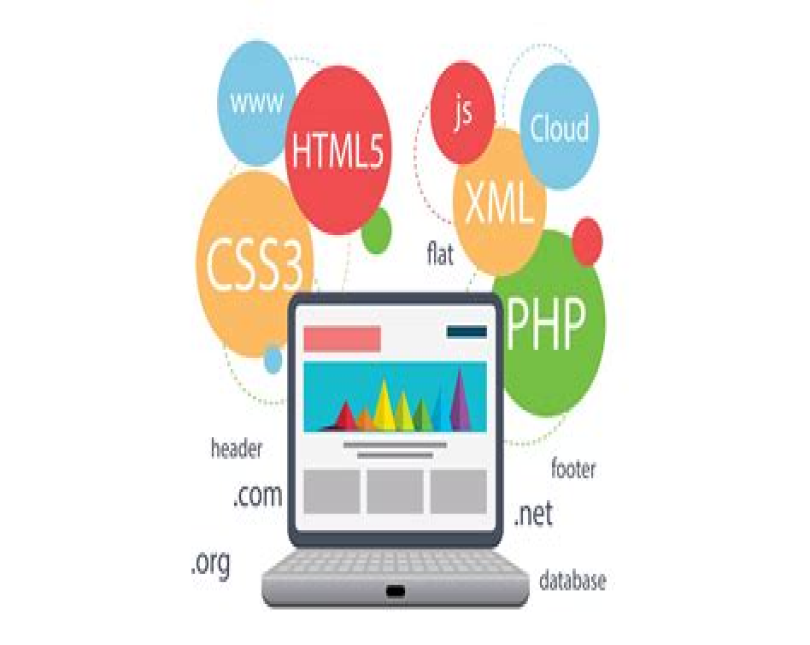 www
HTML5
js
Cloud
XML
CSS3
flat
PHP
header
footer
.com
.net
.org
database